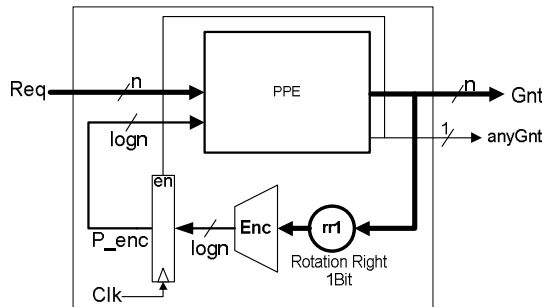 Req
n
PPE
n
Gnt
logn
1
anyGnt
en
P_enc
logn
Enc
rr1
Rotation Right
1Bit
Clk